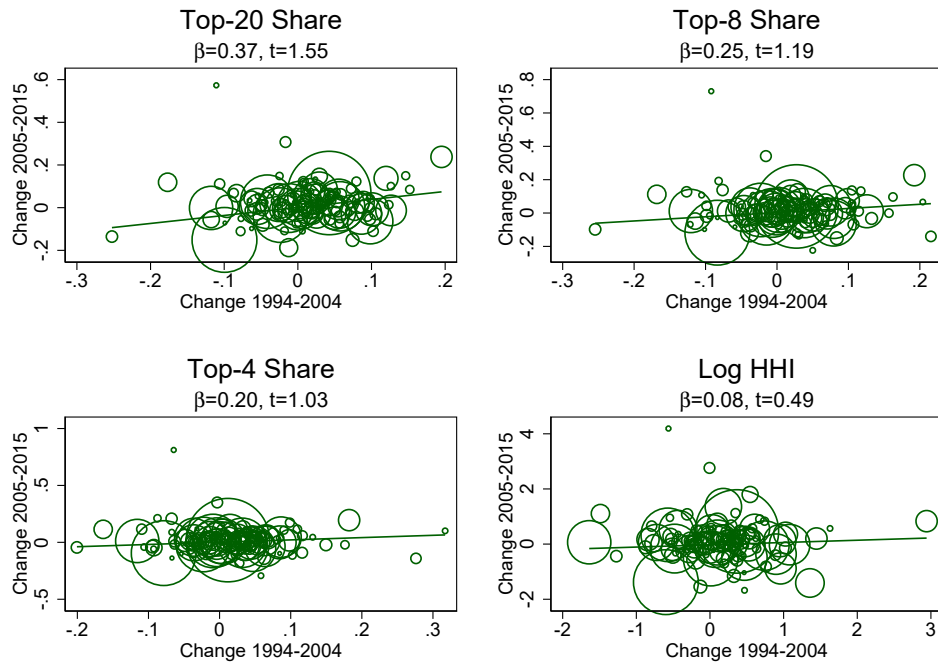 Top-20 Share
β=0.37, t=1.55
Change 2005-2015
.6
.4
.2
0
-.2
-.3
-.2
-.1
0
.1
.2
Change 1994-2004
Top-8 Share
β=0.25, t=1.19
Change 2005-2015
.8
.6
.4
.2
0
-.2
-.3
-.2
-.1
0
.1
.2
Change 1994-2004
Top-4 Share
β=0.20, t=1.03
Change 2005-2015
1
.5
0
-.5
-.2
-.1
0
.1
.2
.3
Change 1994-2004
Log HHI
β=0.08, t=0.49
Change 2005-2015
4
2
0
-2
-2
-1
0
1
2
3
Change 1994-2004